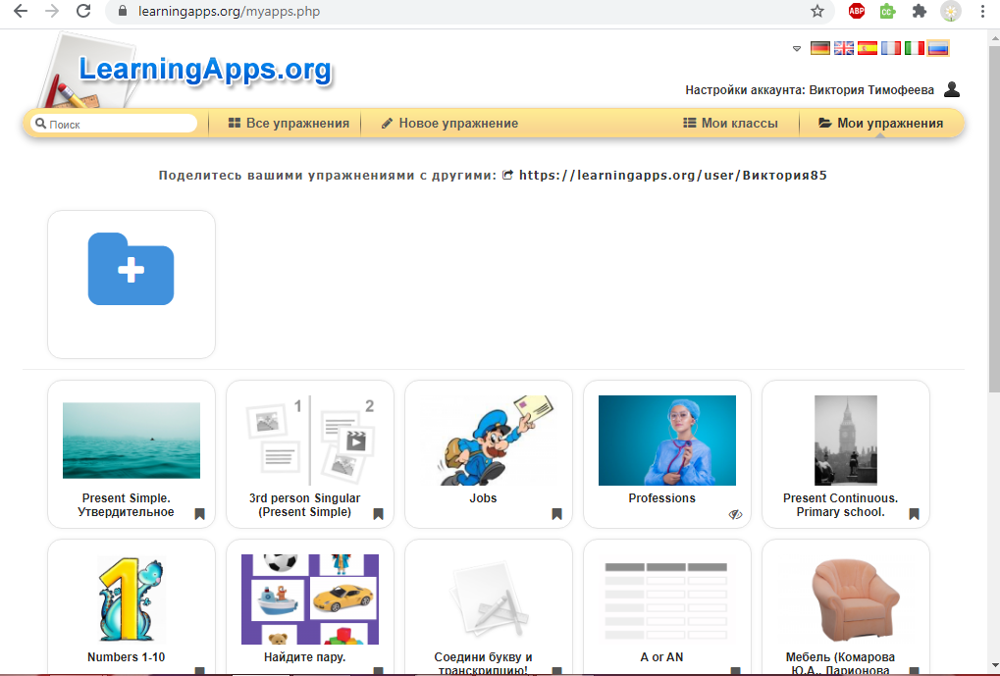 learningapps.org/myapps.php
ABP
CC
LearningApps.org
Настройки аккаунта: Виктория Тимофеева
Поиск
Все упражнения
Новое упражнение
Мои классы
Мои упражнения
Поделитесь вашими упражнениями с другими: https://learningapps.org/user/Виктория85
1
2
Present Simple.
Утвердительное
3rd person Singular
(Present Simple)
Jobs
Professions
Present Continuous.
Primary school.
1
Numbers 1-10
Найдите пару.
Соедини букву и
транскрипцию!
A or AN
Мебель (Комарова
Ю.А., Ларионова